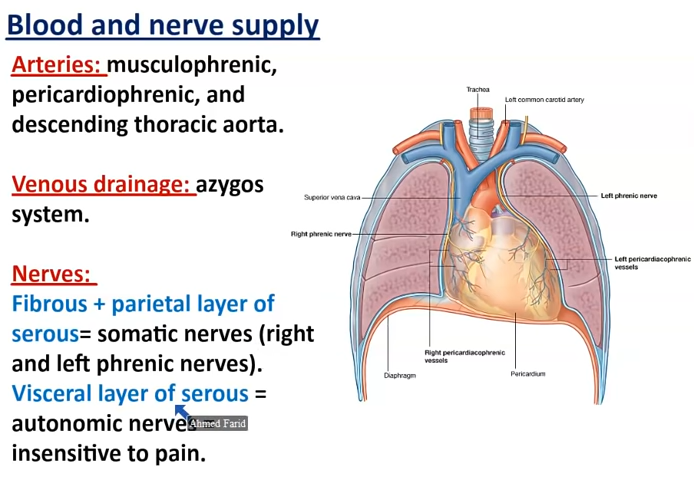 Blood and nerve supply
Arteries: musculophrenic,
pericardiophrenic, and
descending thoracic aorta.
Venous drainage: azygos
system.
Nerves:
Fibrous + parietal layer of
serous= somatic nerves (right
and left phrenic nerves).
Visceral layer of serous =
autonomic nerves =
Ahmed Farid
insensitive to pain.
Trachea
Left common carotid artery
Superior vena cava
Left phrenic nerve
Right phrenic nerve
Left pericardiacophrenic
vessels
Right pericardiacophrenic
vessels
Diaphragm
Pericardium